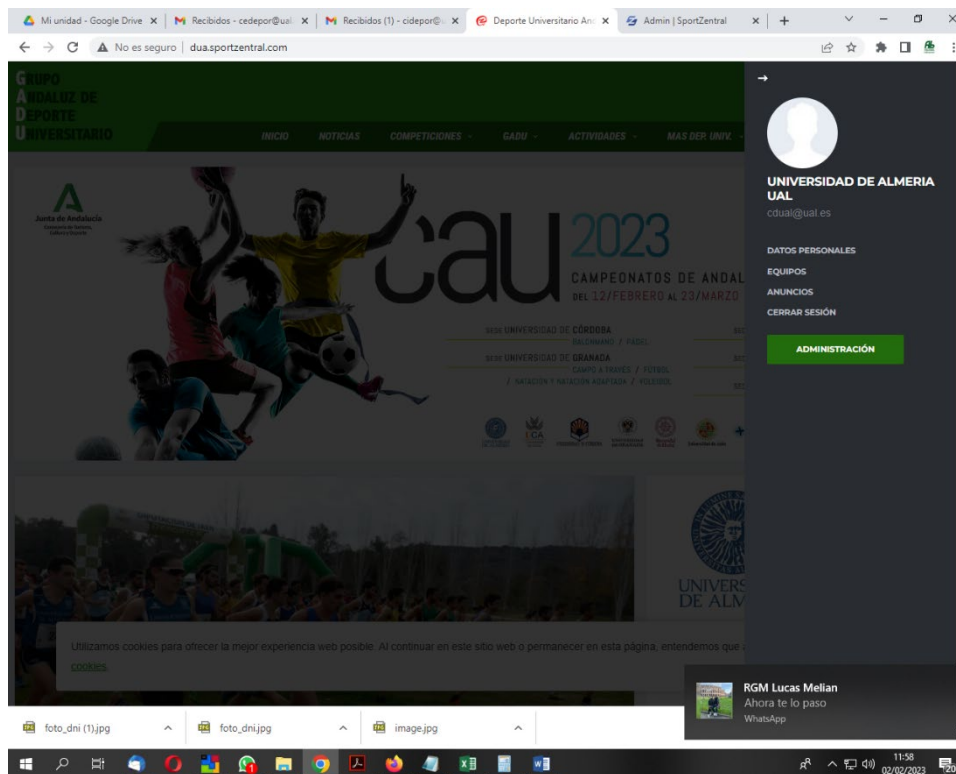 Mi unidad - Google Drive
Recibidos - cedepor@ual
Recibidos (1) - cidepor@
Deporte Universitario And
Admin | SportZentral
No es seguro | dua.sportzentral.com
GRUPO
ANDALUZ DE
DEPORTE
UNIVERSITARIO
INICIO NOTICIAS COMPETICIONES GADU ACTIVIDADES MAS DER UNIV.
UNIVERSIDAD DE ALMERIA
UAL
cdual@ual.es
DATOS PERSONALES
EQUIPOS
ANUNCIOS
CERRAR SESIÓN
ADMINISTRACIÓN
Junta de Andalucía
cau 2023
CAMPEONATOS DE ANDAL
DEL 12/FEBRERO AL 23/MARZO
SEDE UNIVERSIDAD DE CÓRDOBA
BALONMANO / PÁDEL
SEDE UNIVERSIDAD DE GRANADA
CAMPO A TRAVÉS / FÚTBOL
/ NATACIÓN Y NATACIÓN ADAPTADA / VOLEIBOL
UNIVERS
DE ALM
Utilizamos cookies para ofrecer la mejor experiencia web posible. Al continuar en este sitio web o permanecer en esta página, entendemos que
cookies.
RGM Lucas Melian
Ahora te lo paso
WhatsApp
foto_dni (1).jpg
foto_dni.jpg
image.jpg
11:58
02/02/2023